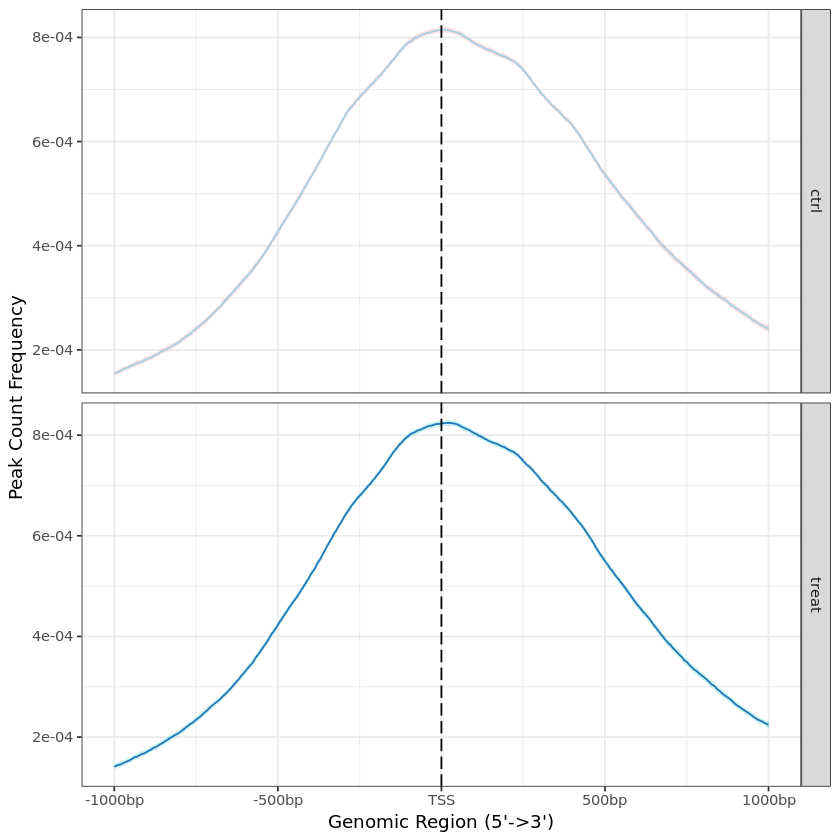 8e-04
6e-04
4e-04
2e-04
ctrl
8e-04
6e-04
4e-04
2e-04
treat
Peak Count Frequency
-1000bp -500bp TSS 500bp 1000bp
Genomic Region (5'->3')